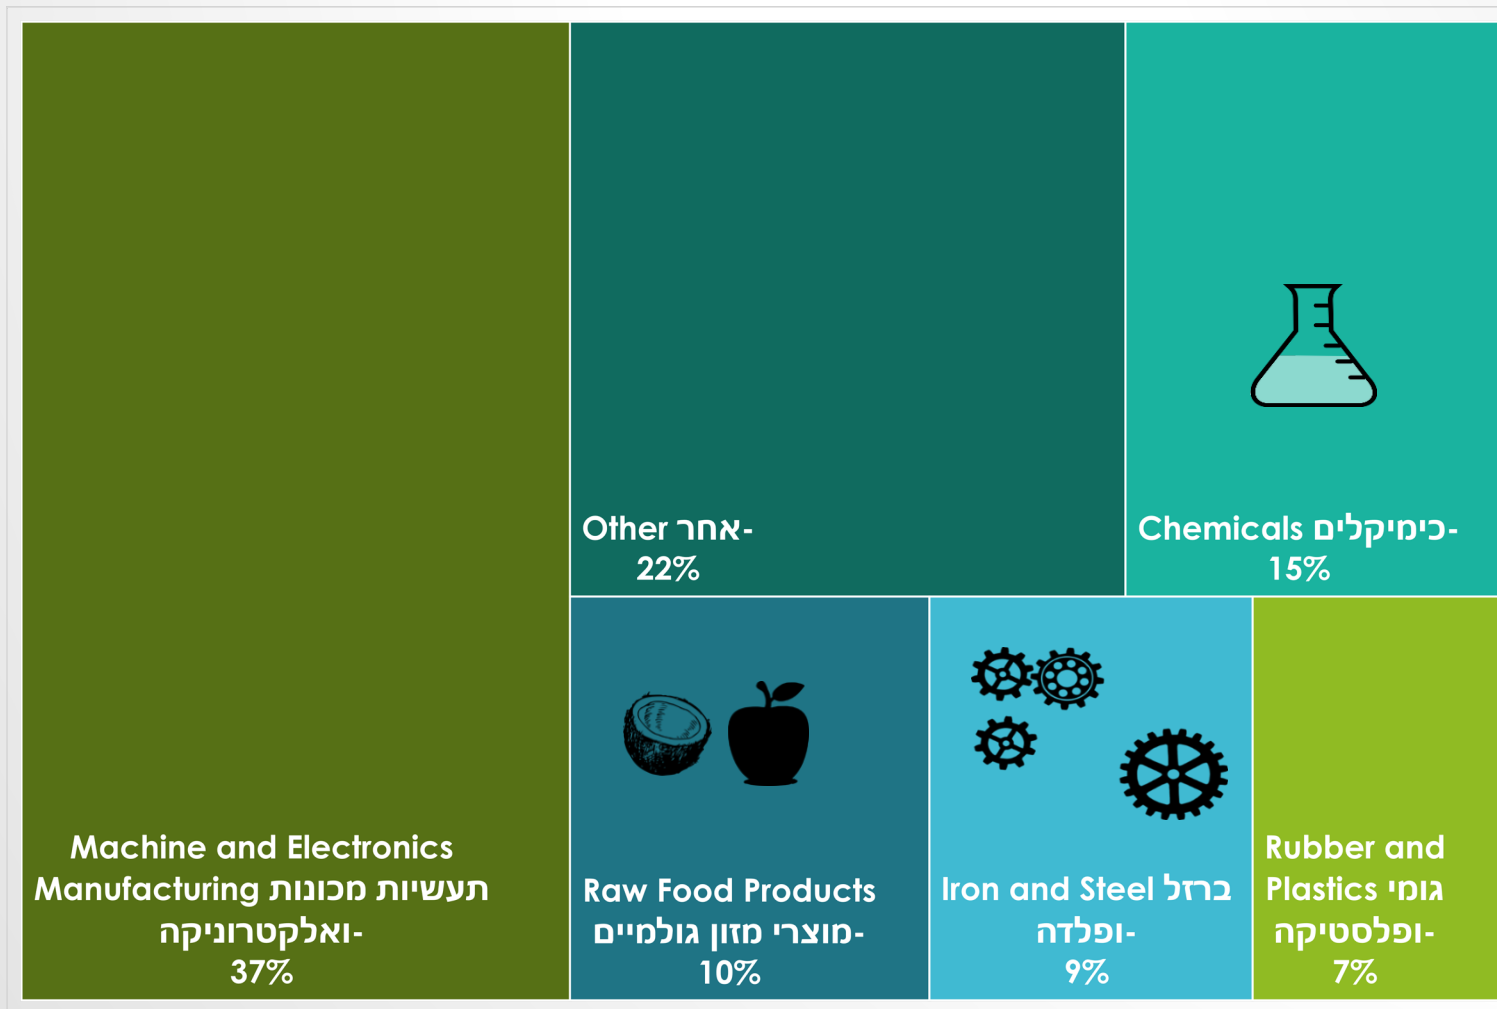 Machine and Electronics
Manufacturing תעשיות מכונות
ואלקטרוניקה-
37%
Other אחר-
22%
Chemicals כימיקלים-
15%
Raw Food Products
מוצרי מזון גולמיים-
10%
Iron and Steel ברזל
ופלדה-
9%
Rubber and
Plastics גומי
ופלסטיקה-
7%